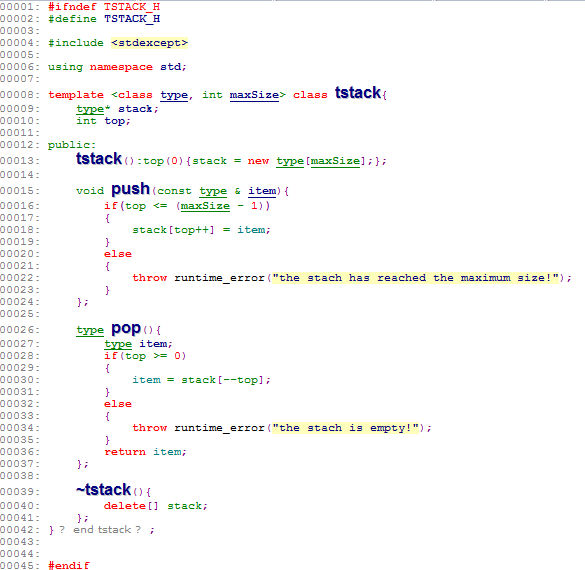 00001: #ifndef TSTACK_H
00002: #define TSTACK_H
00003:
00004: #include <stdexcept>
00005:
00006: using namespace std;
00007:
00008: template <class type, int maxSize> class tstack{
00009:     type* stack;
00010:     int top;
00011:
00012: public:
00013:     tstack():top(0){stack = new type[maxSize];};
00014:
00015:     void push(const type & item){
00016:         if(top <= (maxSize - 1))
00017:         {
00018:             stack[top++] = item;
00019:         }
00020:         else
00021:         {
00022:             throw runtime_error("the stach has reached the maximum size!");
00023:         }
00024:     };
00025:
00026:     type pop(){
00027:         type item;
00028:         if(top >= 0)
00029:         {
00030:             item = stack[--top];
00031:         }
00032:         else
00033:         {
00034:             throw runtime_error("the stach is empty!");
00035:         }
00036:         return item;
00037:     };
00038:
00039:     ~tstack(){
00040:         delete[] stack;
00041:     };
00042: } ? end tstack ? ;
00043:
00044:
00045: #endif